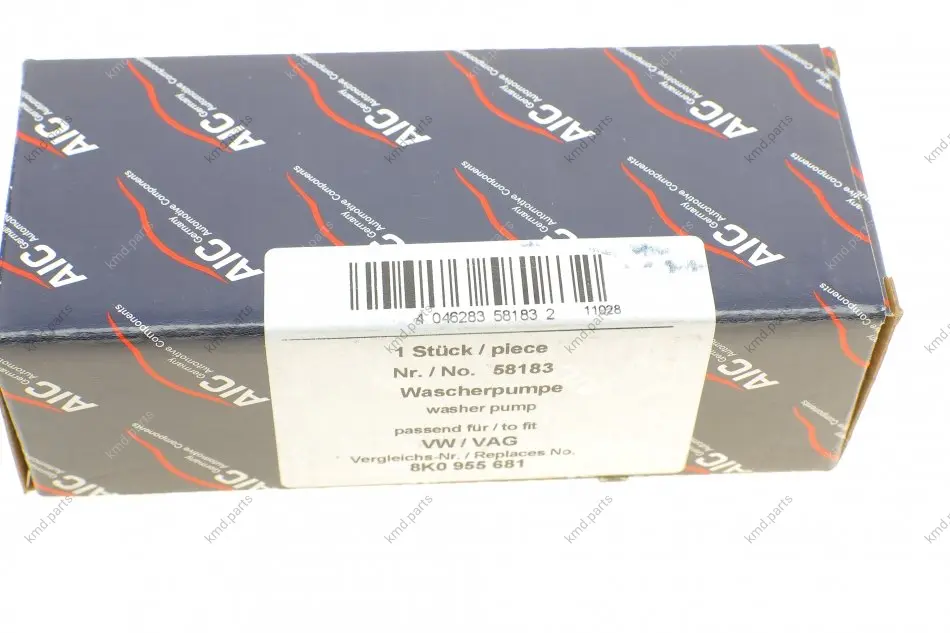 AIC Germany
Automotive Components
4 046283 58183 2
11028
1 Stück / piece
Nr. / No. 58183
Wascherpumpe
washer pump
passend für / to fit
VW / VAG
Vergleichs-Nr. / Replaces No.
8K0 955 681
kmd.parts